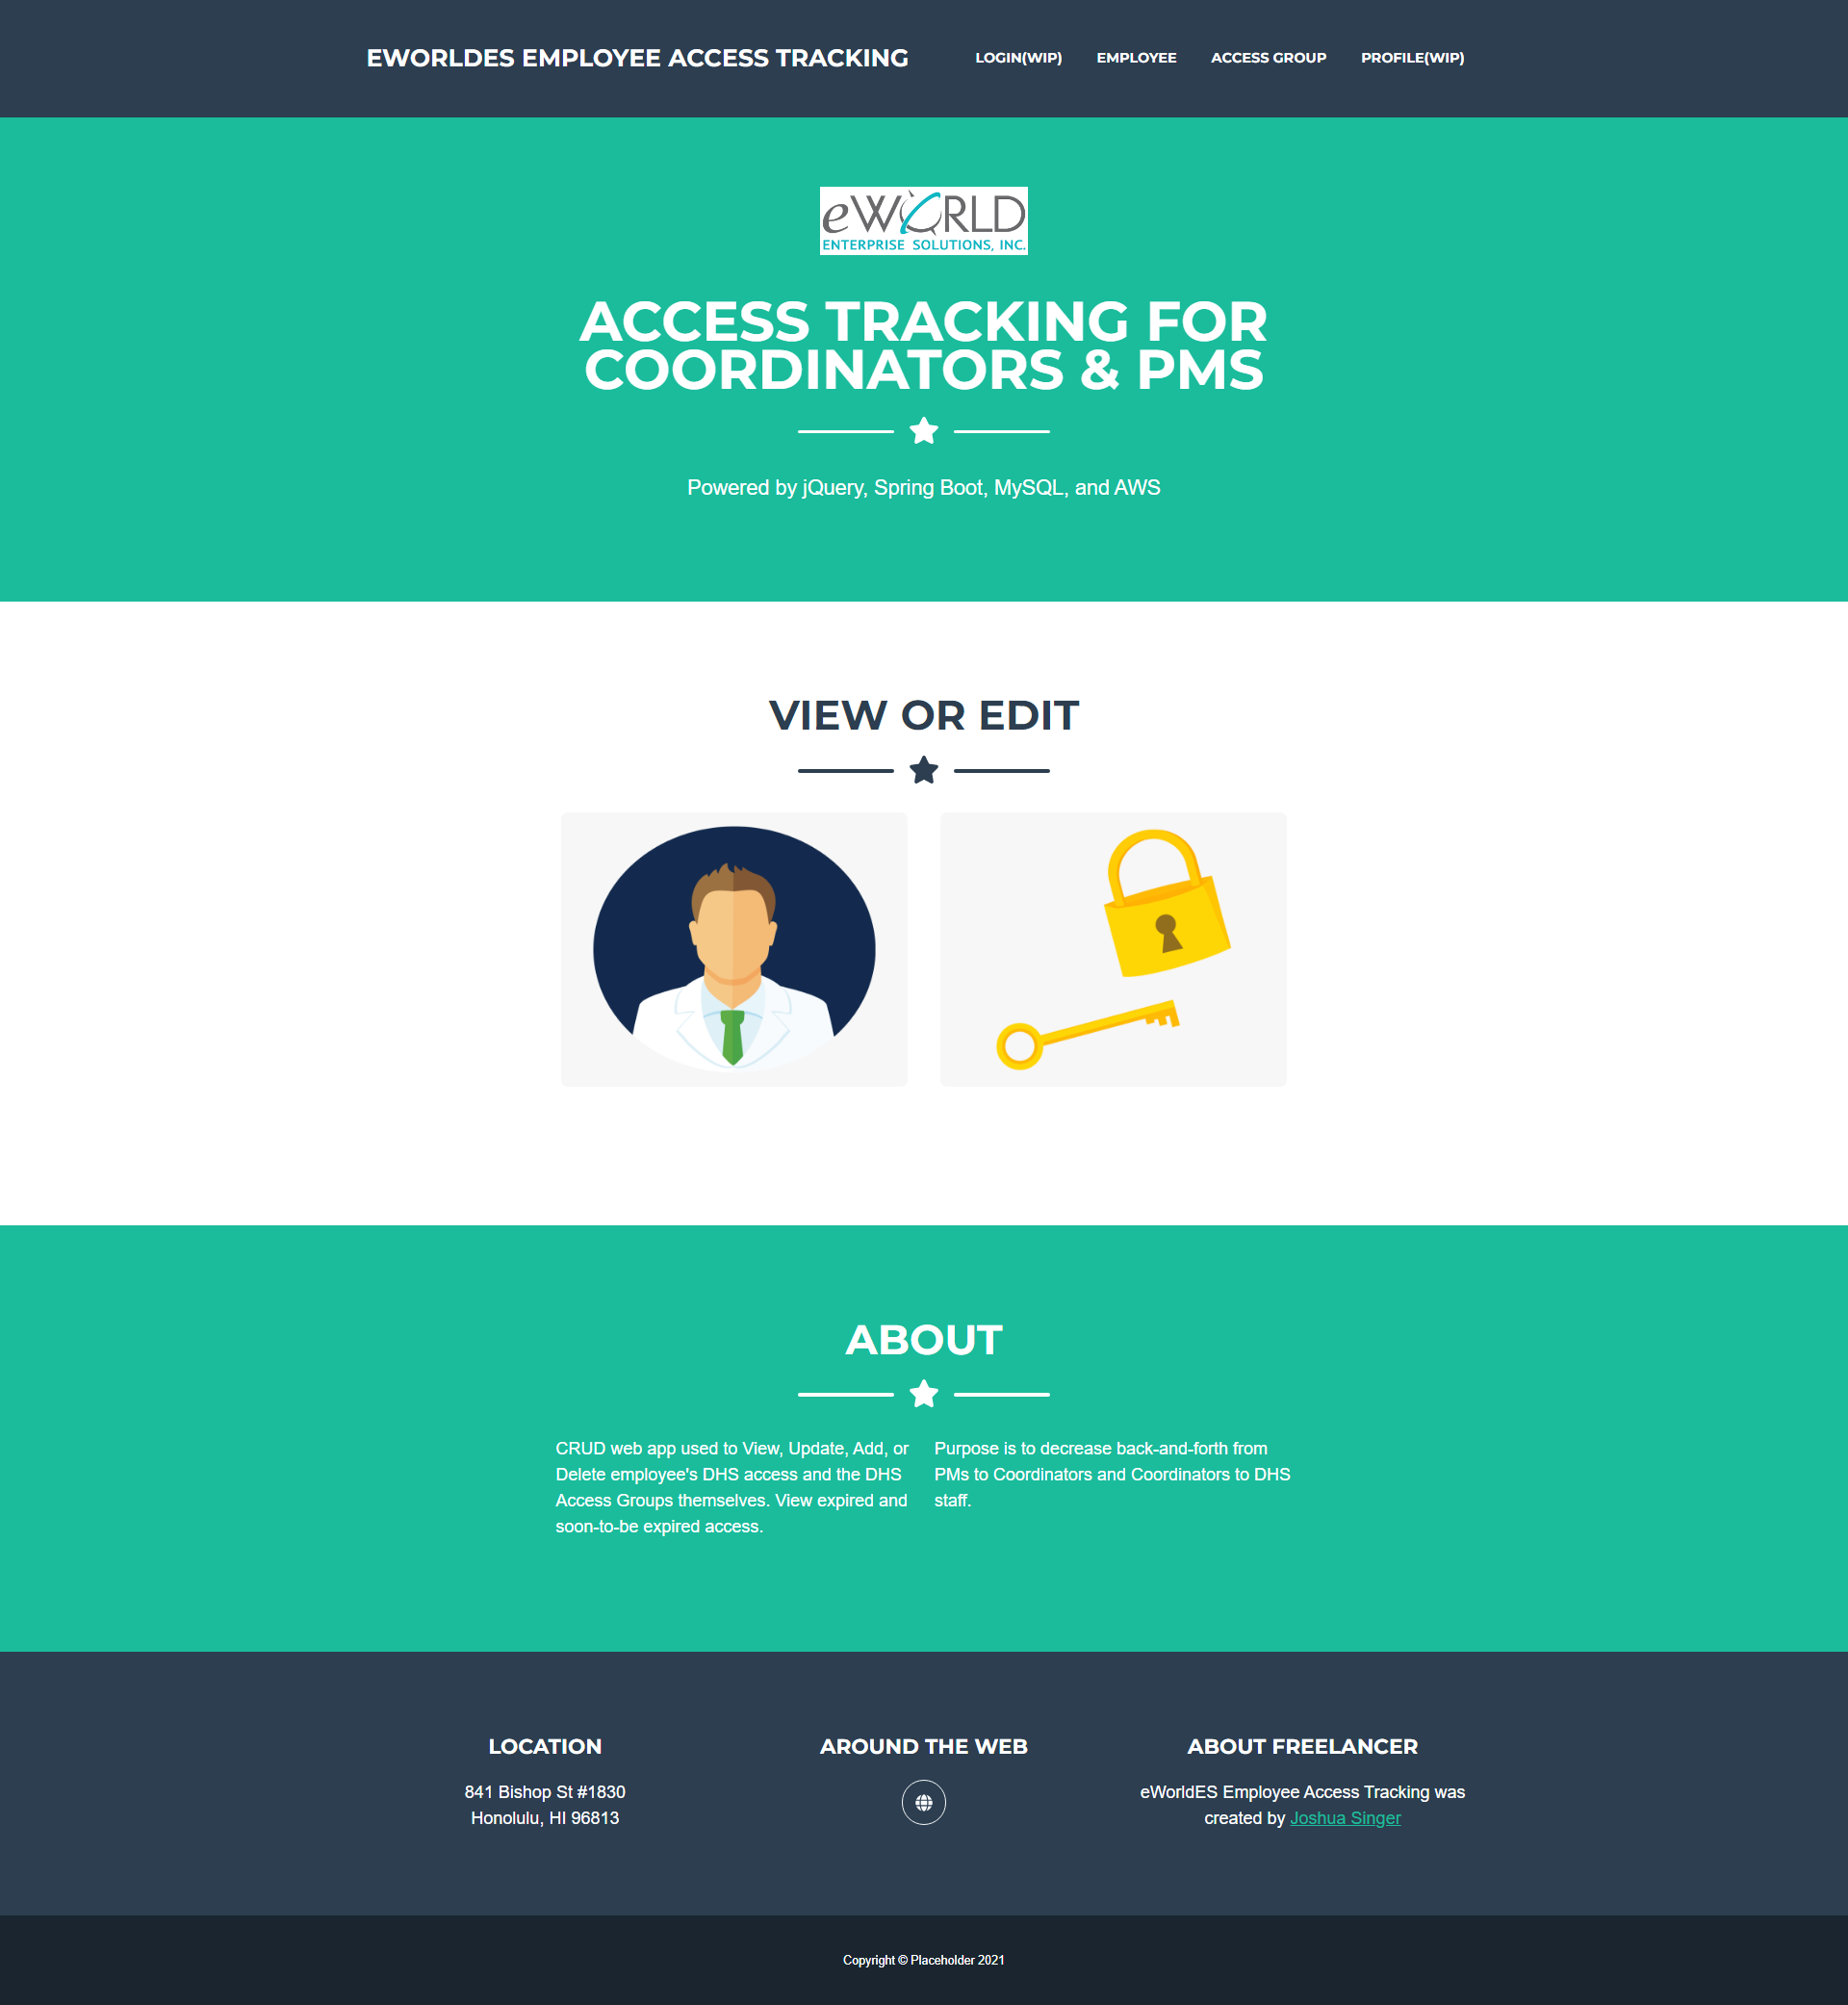 EWORLDES EMPLOYEE ACCESS TRACKING
LOGIN(WIP) EMPLOYEE ACCESS GROUP PROFILE(WIP)
eWORLD
ENTERPRISE SOLUTIONS, INC.
ACCESS TRACKING FOR
COORDINATORS & PMS
Powered by jQuery, Spring Boot, MySQL, and AWS
VIEW OR EDIT
ABOUT
CRUD web app used to View, Update, Add, or
Delete employee's DHS access and the DHS
Access Groups themselves. View expired and
soon-to-be expired access.
Purpose is to decrease back-and-forth from
PMs to Coordinators and Coordinators to DHS
staff.
LOCATION
841 Bishop St #1830
Honolulu, HI 96813
AROUND THE WEB
ABOUT FREELANCER
eWorldES Employee Access Tracking was
created by Joshua Singer
Copyright © Placeholder 2021